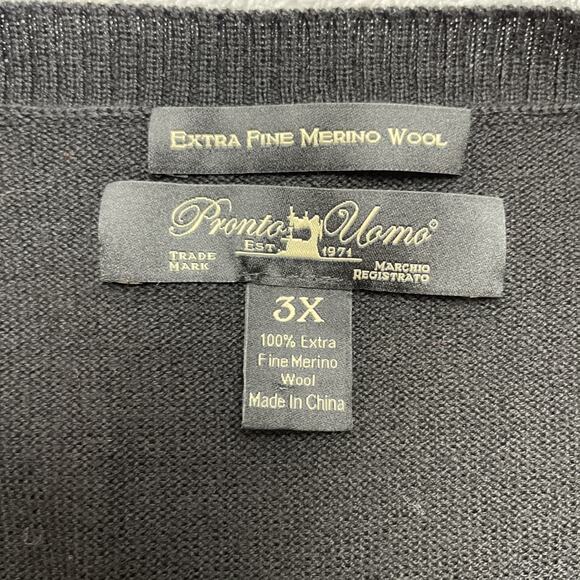 Extra Fine Merino Wool
Pronto Uomo®
Est. 1971
Trade Mark
Marchio Registrato
3X
100% Extra
Fine Merino
Wool
Made In China